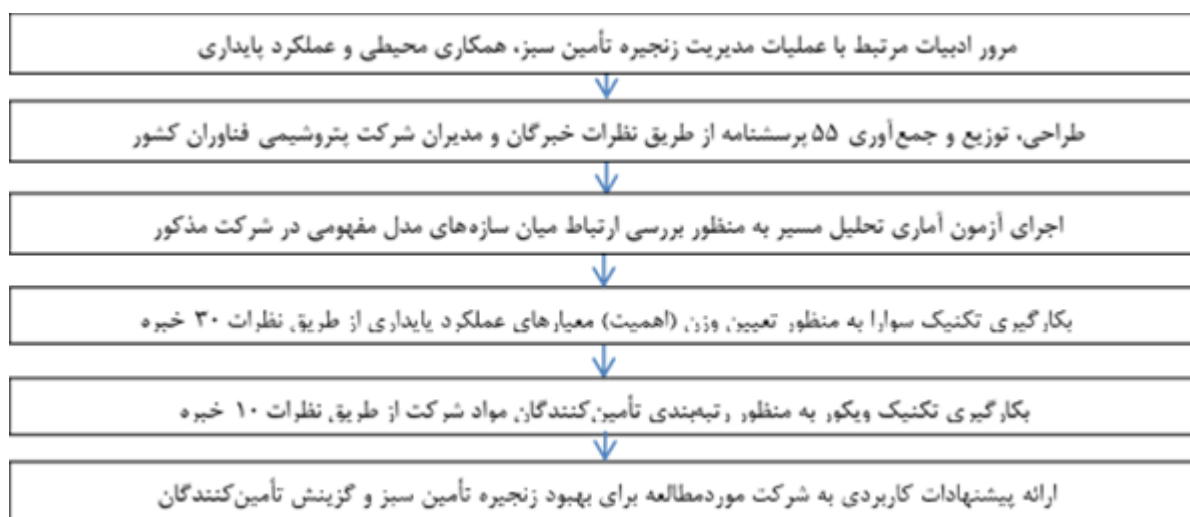 مرور ادبیات مرتبط با عملیات مدیریت زنجیره تأمین سبز، همکاری محیطی و عملکرد پایداری
طراحی، توزیع و جمع‌آوری ۵۵ پرسشنامه از طریق نظرات خبرگان و مدیران شرکت پتروشیمی فناوران کشور
اجرای آزمون آماری تحلیل مسیر به منظور بررسی ارتباط میان سازه‌های مدل مفهومی در شرکت مذکور
بکارگیری تکنیک سوارا به منظور تعیین وزن (اهمیت) معیارهای عملکرد پایداری از طریق نظرات ۳۰ خبره
بکارگیری تکنیک ویکور به منظور رتبه‌بندی تأمین‌کنندگان مواد شرکت از طریق نظرات ۱۰ خبره
ارائه پیشنهادات کاربردی به شرکت موردمطالعه برای بهبود زنجیره تأمین سبز و گزینش تأمین‌کنندگان